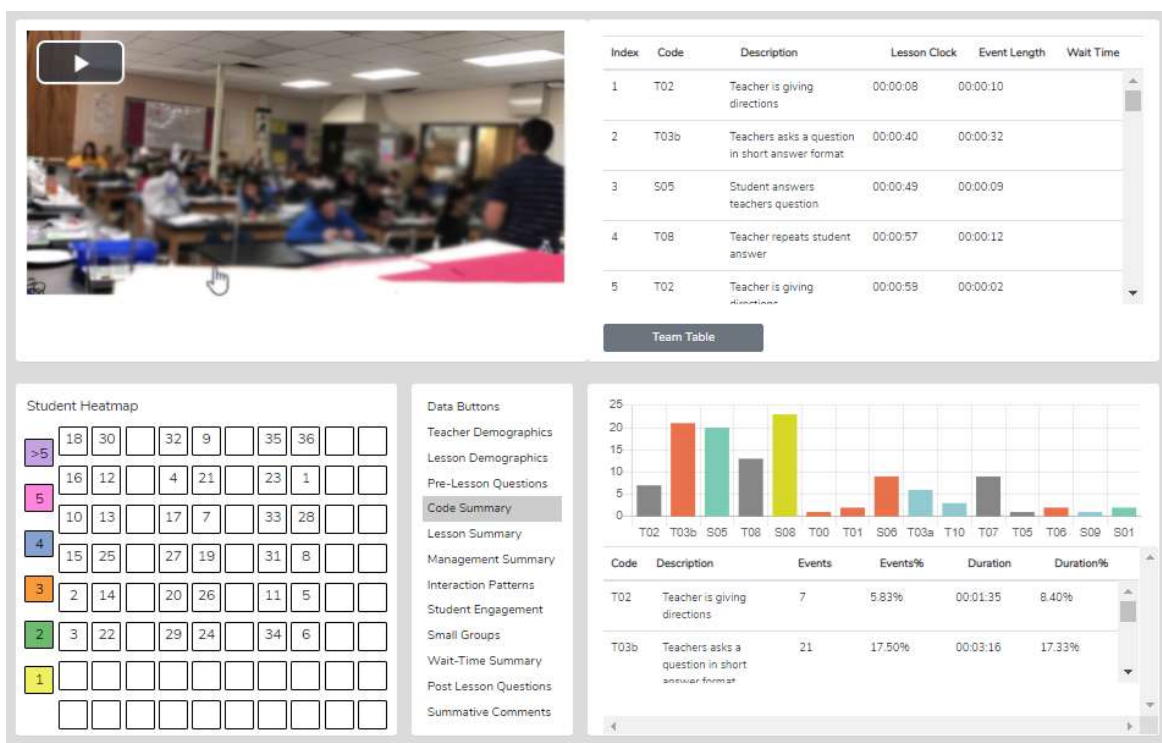 Index Code Description Lesson Clock Event Length Wait Time
1 T02 Teacher is giving 00:00:08 00:00:10
directions
2 T03b Teachers asks a question 00:00:40 00:00:32
in short answer format
3 S05 Student answers 00:00:49 00:00:09
teachers question
4 T08 Teacher repeats student 00:00:57 00:00:12
answer
5 T02 Teacher is giving 00:00:59 00:00:02
directions
Team Table
Student Heatmap
>5
5
4
3
2
1
18 30 32 9 35 36
16 12 4 21 23 1
10 13 17 7 33 28
15 25 27 19 31 8
2 14 20 26 11 5
3 22 29 24 34 6
Data Buttons
Teacher Demographics
Lesson Demographics
Pre-Lesson Questions
Code Summary
Lesson Summary
Management Summary
Interaction Patterns
Student Engagement
Small Groups
Wait-Time Summary
Post Lesson Questions
Summative Comments
25
20
15
10
5
0
T02 T03b S05 T08 S08 T00 T01 S06 T03a T10 T07 T05 T06 S09 S01
Code Description Events Events% Duration Duration%
T02 Teacher is giving 7 5.83% 00:01:35 8.40%
directions
T03b Teachers asks a 21 17.50% 00:03:16 17.33%
question in short
answer format